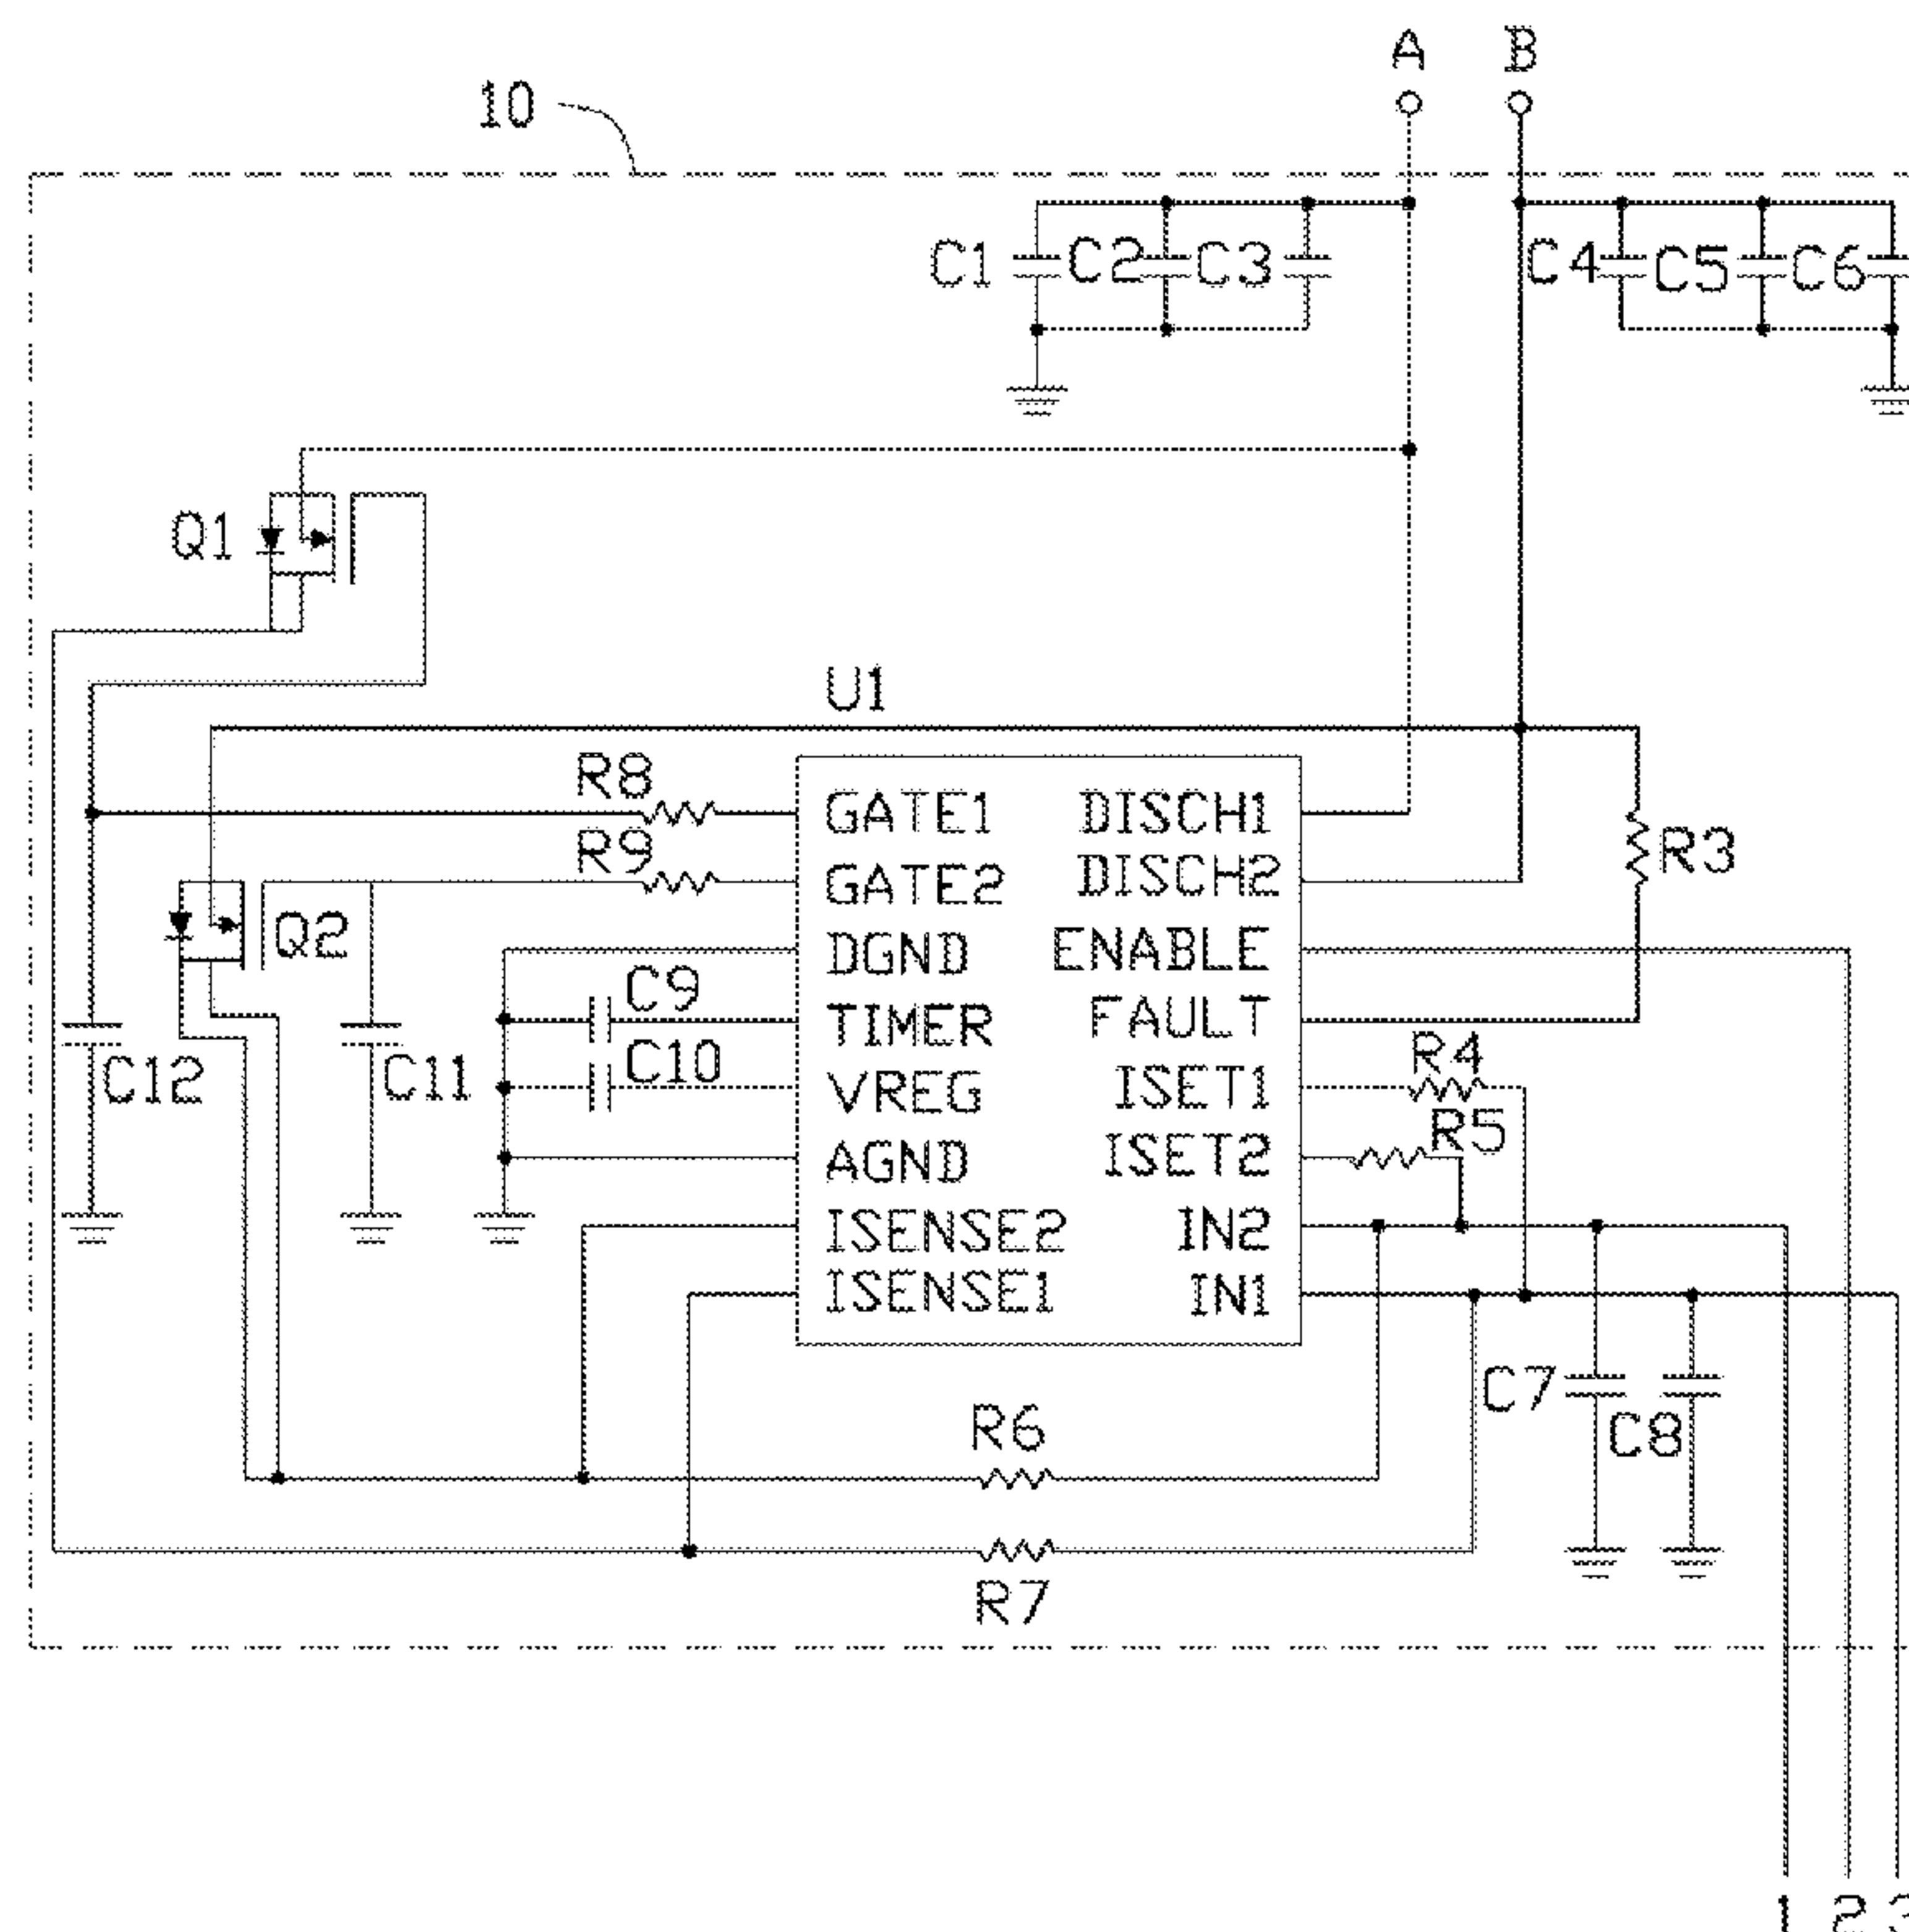 A B
10
C1 C2 C3 C4 C5 C6
Q1
U1
R8
GATE1 DISCH1
R9 R3
GATE2 DISCH2
Q2
DGND ENABLE
C9
TIMER FAULT
C10 R4
C12 C11 VREG ISET1
R5
AGND ISET2
ISENSE2 IN2
ISENSE1 IN1
C7
R6 C8
R7
1 2 3